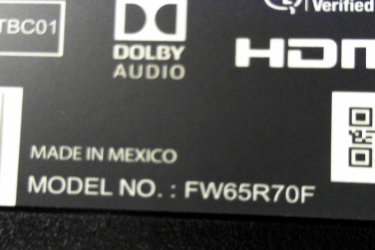 Verified
TBC01
DOLBY
AUDIO
HDMI
MADE IN MEXICO
MODEL NO. : FW65R70F